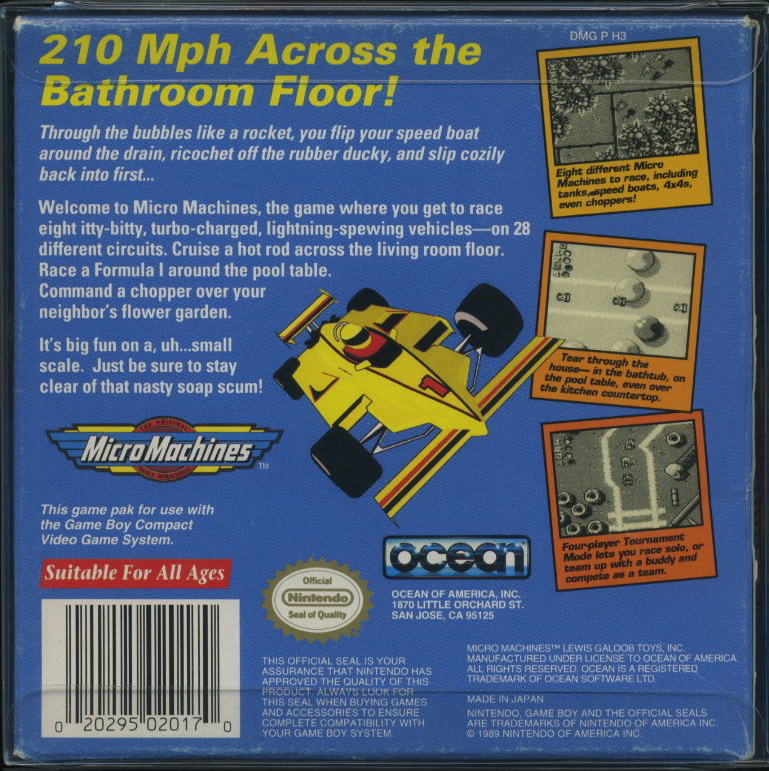 DMG P H3
210 Mph Across the
Bathroom Floor!
Through the bubbles like a rocket, you flip your speed boat
around the drain, ricochet off the rubber ducky, and slip cozily
back into first...
Welcome to Micro Machines, the game where you get to race
eight itty-bitty, turbo-charged, lightning-spewing vehicles—on 28
different circuits. Cruise a hot rod across the living room floor.
Race a Formula I around the pool table.
Command a chopper over your
neighbor's flower garden.
It's big fun on a, uh...small
scale. Just be sure to stay
clear of that nasty soap scum!
Eight different Micro
Machines to race, including
tanks, speed boats, 4x4s,
even choppers!
Tear through the
house— in the bathtub, on
the pool table, even over
the kitchen countertop.
Four-player Tournament
Mode lets you race solo, or
team up with a buddy and
compete as a team.
1
THE ORIGINAL
Micro Machines
TM
This game pak for use with
the Game Boy Compact
Video Game System.
Suitable For All Ages
0 20295 02017 0
Official
Nintendo
Seal of Quality
THIS OFFICIAL SEAL IS YOUR
ASSURANCE THAT NINTENDO HAS
APPROVED THE QUALITY OF THIS
PRODUCT. ALWAYS LOOK FOR
THIS SEAL WHEN BUYING GAMES
AND ACCESSORIES TO ENSURE
COMPLETE COMPATIBILITY WITH
YOUR GAME BOY SYSTEM.
ocean
OCEAN OF AMERICA, INC.
1870 LITTLE ORCHARD ST.
SAN JOSE, CA 95125
MICRO MACHINES™ LEWIS GALOOB TOYS, INC.
MANUFACTURED UNDER LICENSE TO OCEAN OF AMERICA.
ALL RIGHTS RESERVED. OCEAN IS A REGISTERED
TRADEMARK OF OCEAN SOFTWARE LTD.
MADE IN JAPAN
NINTENDO, GAME BOY AND THE OFFICIAL SEALS
ARE TRADEMARKS OF NINTENDO OF AMERICA INC.
© 1989 NINTENDO OF AMERICA INC.